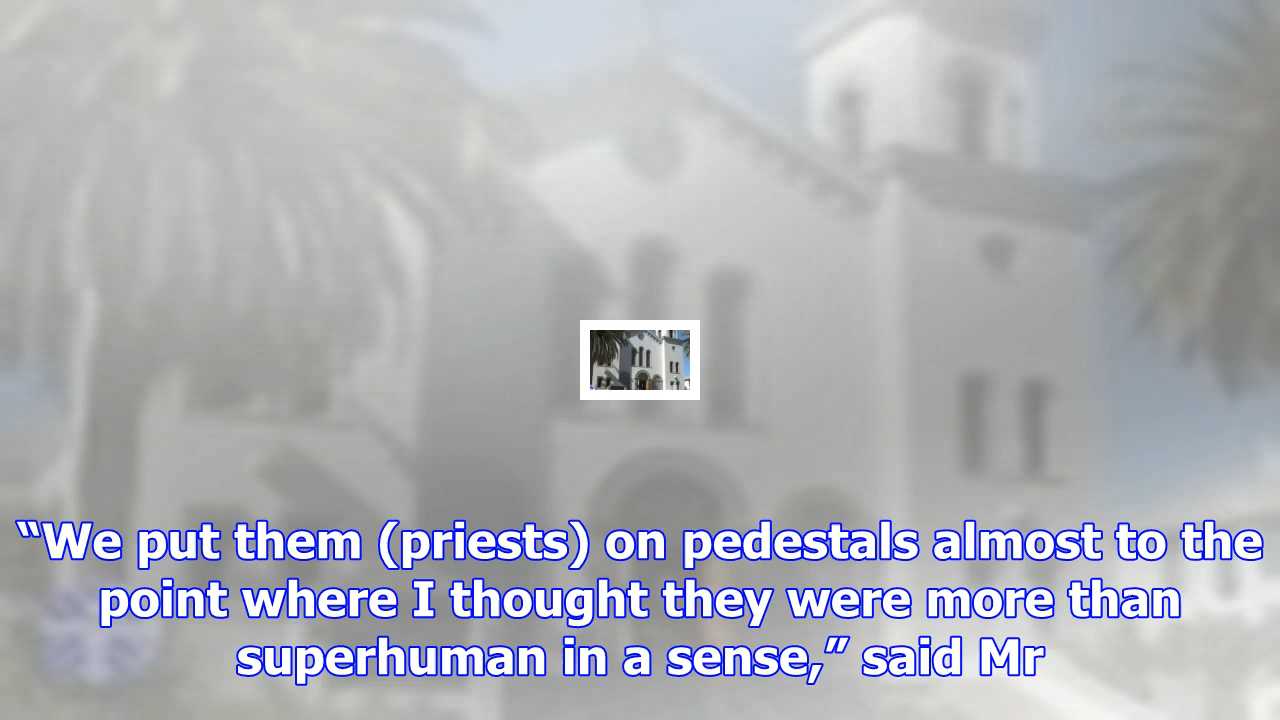 “We put them (priests) on pedestals almost to the
point where I thought they were more than
superhuman in a sense,” said Mr